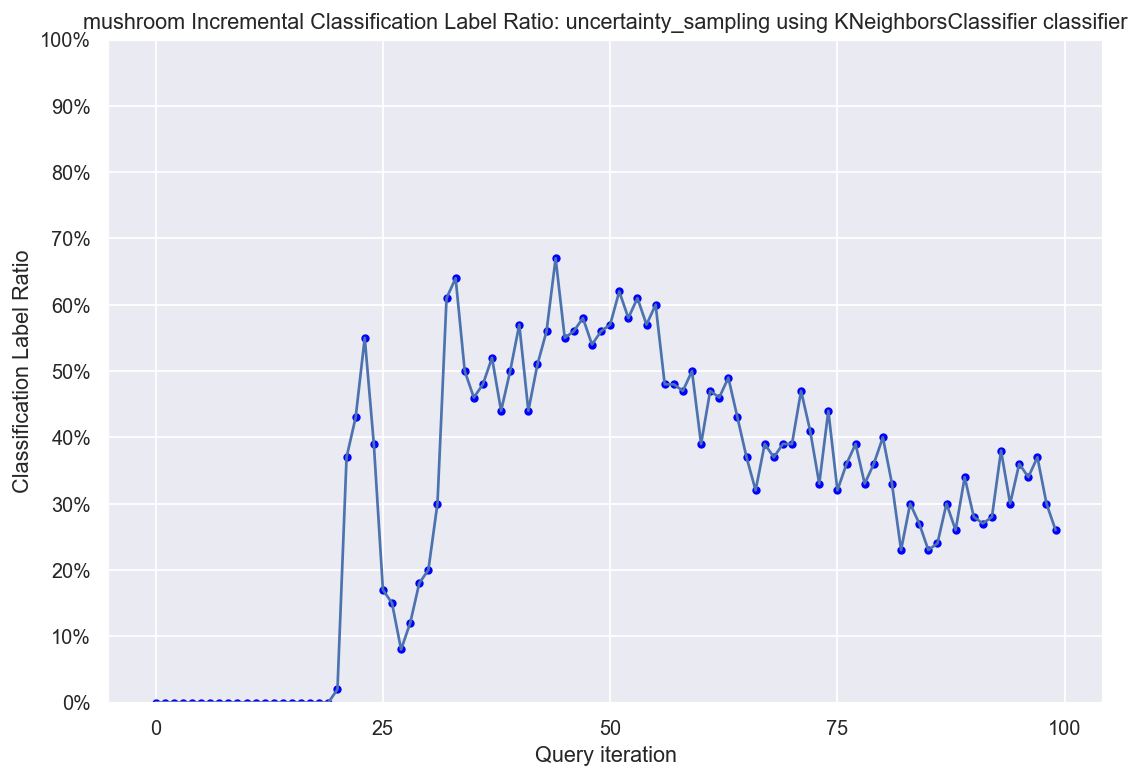 mushroom Incremental Classification Label Ratio: uncertainty_sampling using KNeighborsClassifier classifier
100%
90%
80%
70%
60%
50%
40%
30%
20%
10%
0%
Classification Label Ratio
0 25 50 75 100
Query iteration